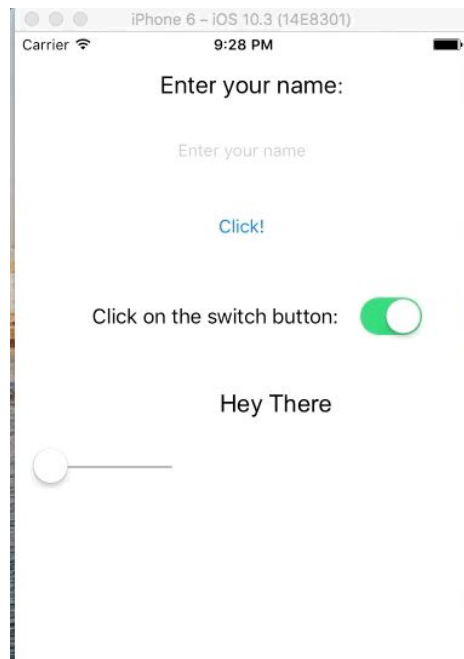 iPhone 6 – iOS 10.3 (14E8301)
Carrier 9:28 PM
Enter your name:
Enter your name
Click!
Click on the switch button:
Hey There